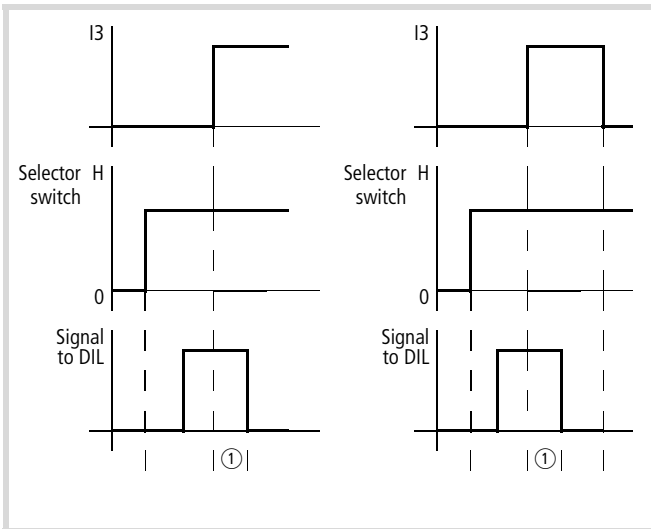 I3
I3
Selector H
switch
Selector H
switch
0
0
Signal
to DIL
Signal
to DIL
①
①